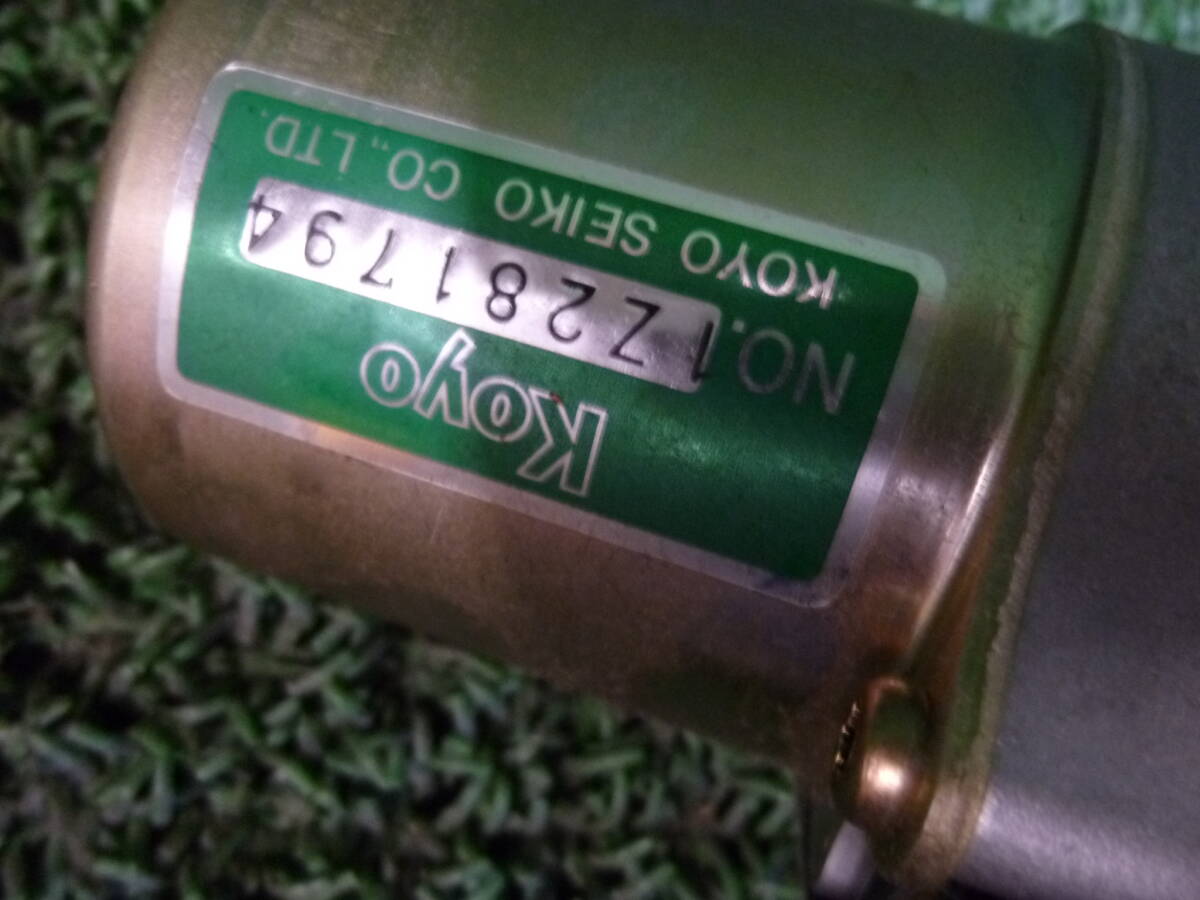 Koyo
NO. 1Z281794
KOYO SEIKO CO., LTD.